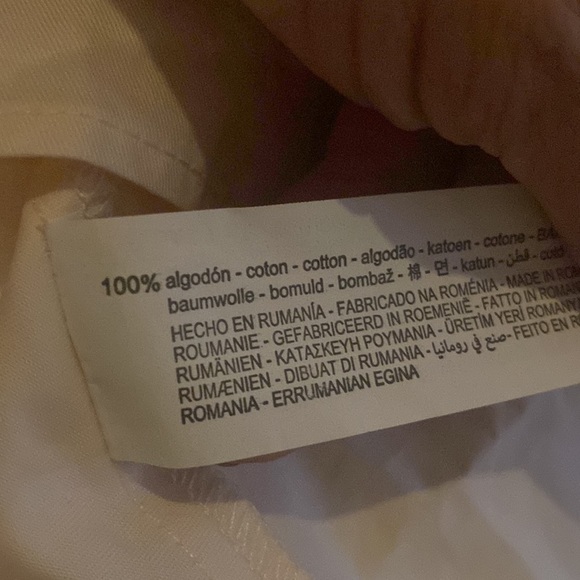 100% algodón - coton - cotton - algodão - katoen - cotone -
baumwolle - bomuld - bombaž - 棉 - 면 - katun - قطن -
HECHO EN RUMANÍA - FABRICADO NA ROMÉNIA - MADE IN
ROUMANIE - GEFABRICEERD IN ROEMENIË - FATTO IN
RUMÄNIEN - ΚΑΤΑΣΚΕΥΗ ΡΟΥΜΑΝΙΑ - ÜRETİM YERİ
RUMÆNIEN - DIBUAT DI RUMANIA - صنع في رومانيا - FEITO EN
ROMANIA - ERRUMANIAN EGINA